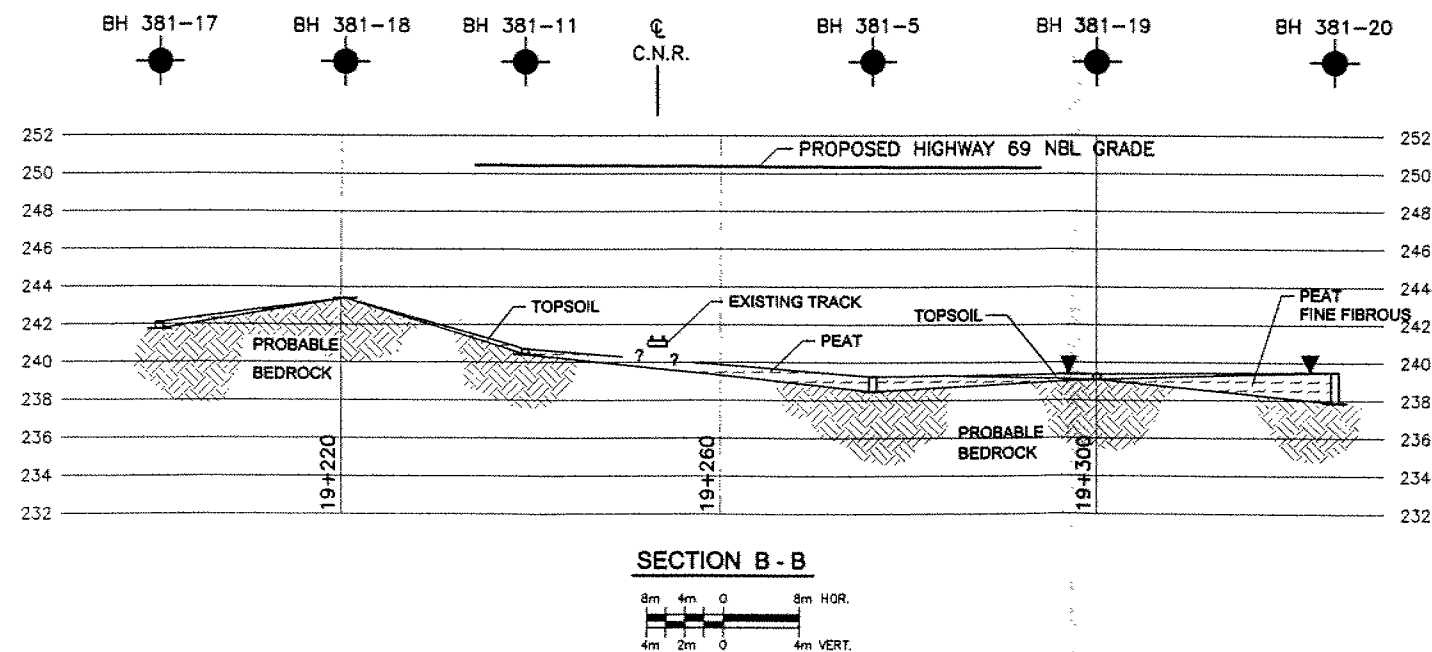 BH 381-17 BH 381-18 BH 381-11 ℄ BH 381-5 BH 381-19 BH 381-20
C.N.R.
252 252
PROPOSED HIGHWAY 69 NBL GRADE
250 250
248 248
246 246
244 244
PEAT
TOPSOIL EXISTING TRACK TOPSOIL FINE FIBROUS
242 242
PROBABLE PEAT
? ?
240 240
BEDROCK
238 238
PROBABLE
236 236
BEDROCK
234 234
19+220 19+260 19+300
232 232
SECTION B - B
8m 4m 0 8m HOR.
4m 2m 0 4m VERT.